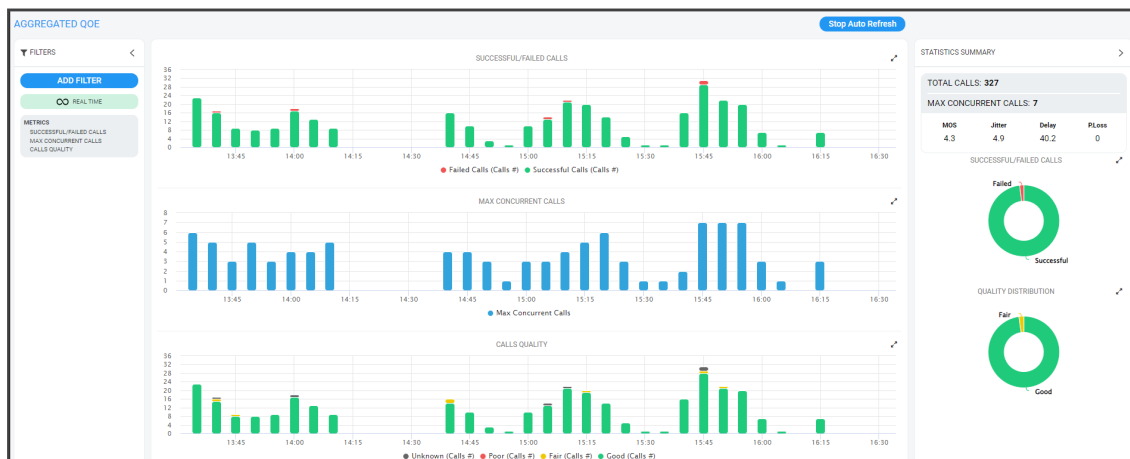 AGGREGATED QOE
Stop Auto Refresh
FILTERS
ADD FILTER
REAL TIME
METRICS
SUCCESSFUL/FAILED CALLS
MAX CONCURRENT CALLS
CALLS QUALITY
SUCCESSFUL/FAILED CALLS
36
32
28
24
20
16
12
8
4
0
13:45 14:00 14:15 14:30 14:45 15:00 15:15 15:30 15:45 16:00 16:15 16:30
Failed Calls (Calls #) Successful Calls (Calls #)
MAX CONCURRENT CALLS
8
7
6
5
4
3
2
1
0
13:45 14:00 14:15 14:30 14:45 15:00 15:15 15:30 15:45 16:00 16:15 16:30
Max Concurrent Calls
CALLS QUALITY
36
32
28
24
20
16
12
8
4
0
13:45 14:00 14:15 14:30 14:45 15:00 15:15 15:30 15:45 16:00 16:15 16:30
Unknown (Calls #) Poor (Calls #) Fair (Calls #) Good (Calls #)
STATISTICS SUMMARY
TOTAL CALLS: 327
MAX CONCURRENT CALLS: 7
MOS Jitter Delay P.Loss
4.3 4.9 40.2 0
SUCCESSFUL/FAILED CALLS
Failed
Successful
QUALITY DISTRIBUTION
Fair
Good